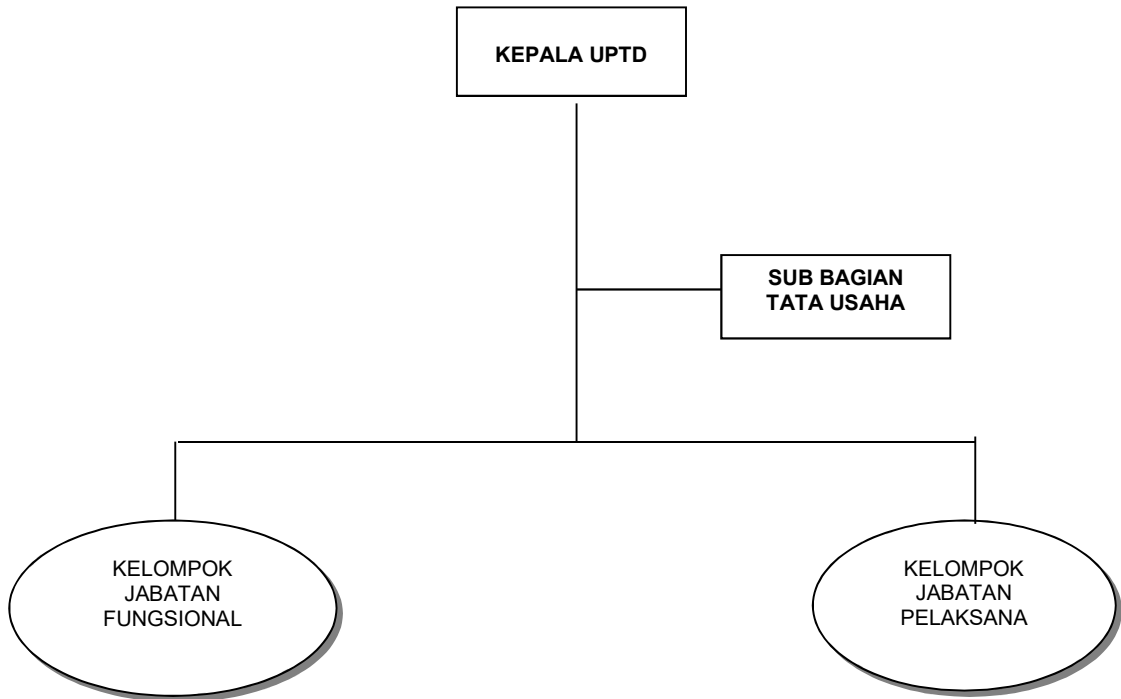 KEPALA UPTD
SUB BAGIAN
TATA USAHA
KELOMPOK
JABATAN
FUNGSIONAL
KELOMPOK
JABATAN
PELAKSANA